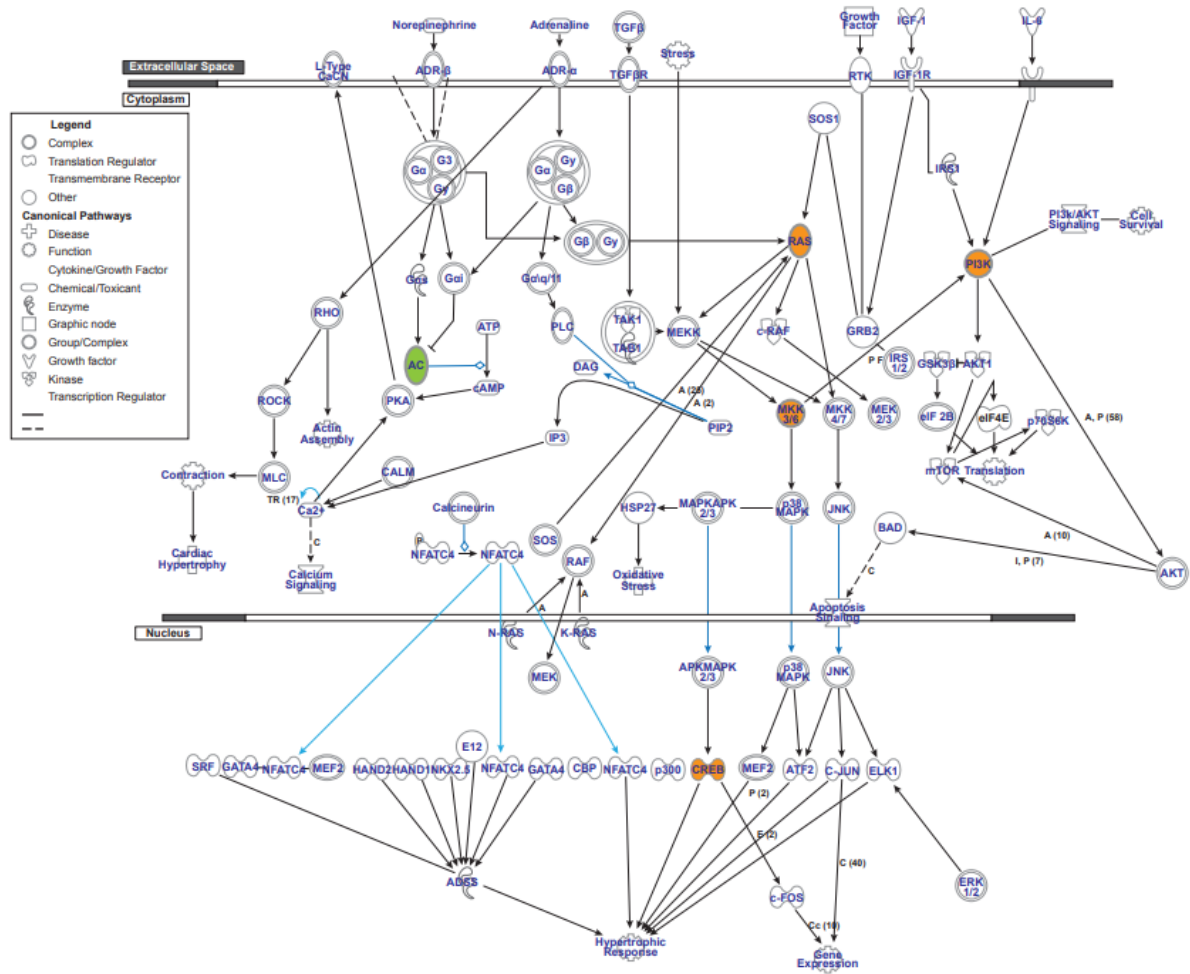 Norepinephrine
Adrenaline
TGFβ
Stress
Growth
Factor
IGF-1
IL-6
Extracellular Space
L-Type
CaCN
ADR-β
ADR-α
TGFβR
RTK
IGF-1R
Cytoplasm
Legend
Complex
Translation Regulator
Transmembrane Receptor
Other
Canonical Pathways
Disease
Function
Cytokine/Growth Factor
Chemical/Toxicant
Enzyme
Graphic node
Group/Complex
Growth factor
Kinase
Transcription Regulator
SOS1
Gα
G3
Gy
Gα
Gy
Gβ
IRS1
PI3k/AKT
Signaling
Cell
Survival
Gβ
Gy
RAS
PI3K
Gαs
Gαi
Gα\q/11
RHO
ATP
PLC
TAK1
TAB1
MEKK
c-RAF
GRB2
P F
IRS
1/2
GSK3β
AKT1
AC
DAG
cAMP
A (28)
A (2)
ROCK
PKA
PIP2
MKK
3/6
MKK
4/7
MEK
2/3
eIF 2B
eIF4E
p70S6K
A, P (58)
Actin
Assembly
IP3
Contraction
MLC
CALM
mTOR
Translation
TR (17)
Ca2+
Calcineurin
HSP27
MAPKAPK
2/3
p38
MAPK
JNK
BAD
A (10)
C
P
NFATC4
NFATC4
SOS
RAF
I, P (7)
Cardiac
Hypertrophy
Calcium
Signaling
Oxidative
Stress
C
AKT
A
A
Apoptosis
Sinaling
Nucleus
N-RAS
K-RAS
MEK
APKMAPK
2/3
p38
MAPK
JNK
E12
SRF
GATA4
NFATC4
MEF2
HAND2
HAND1
NKX2.5
NFATC4
GATA4
CBP
NFATC4
p300
CREB
MEF2
ATF2
C-JUN
ELK1
P (2)
E (2)
C (40)
ADSS
c-FOS
ERK
1/2
Cc (10)
Hypertrophic
Response
Gene
Expression